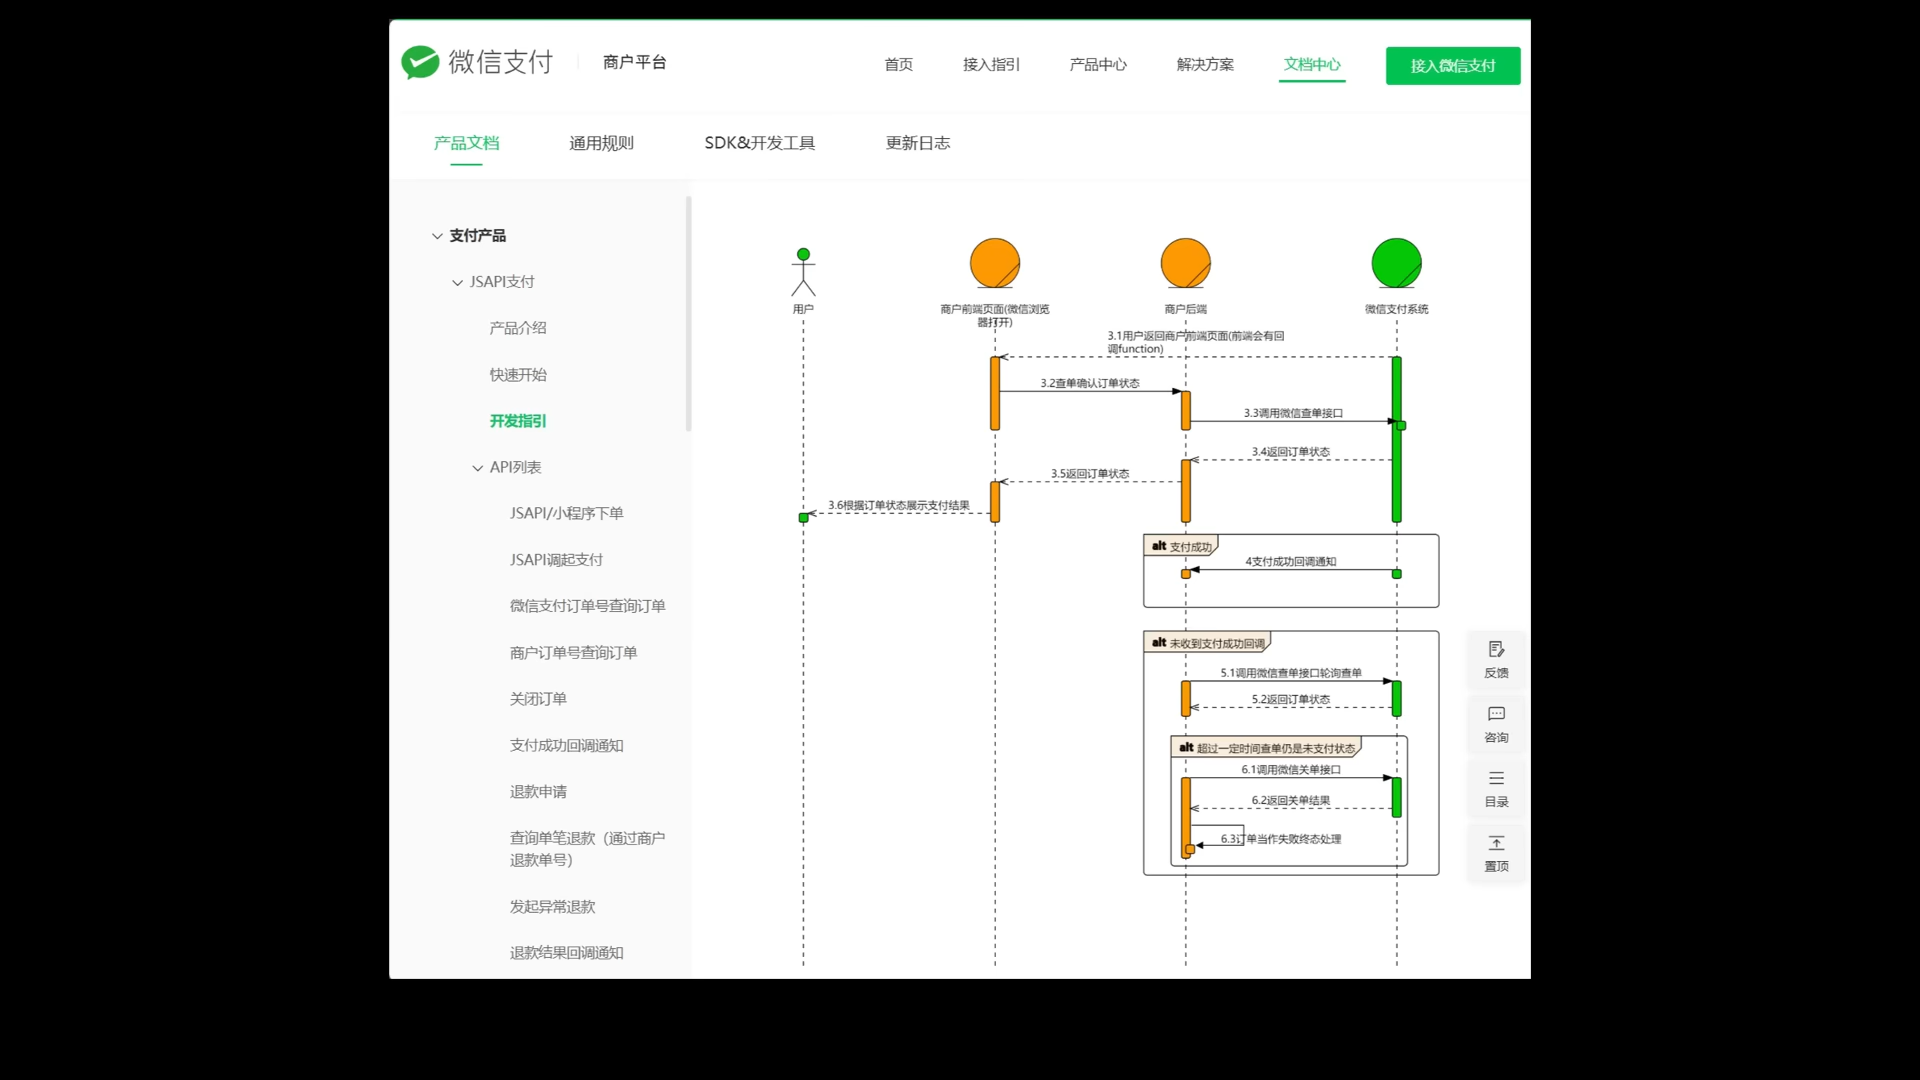 微信支付
商户平台
首页
接入指引
产品中心
解决方案
文档中心
接入微信支付
产品文档
通用规则
SDK&开发工具
更新日志
支付产品
JSAPI支付
产品介绍
快速开始
开发指引
API列表
JSAPI/小程序下单
JSAPI调起支付
微信支付订单号查询订单
商户订单号查询订单
关闭订单
支付成功回调通知
退款申请
查询单笔退款（通过商户
退款单号）
发起异常退款
退款结果回调通知
用户
商户前端页面(微信浏览
器打开)
商户后端
微信支付系统
3.1用户返回商户前端页面(前端会有回
调function)
3.2查单确认订单状态
3.3调用微信查单接口
3.4返回订单状态
3.5返回订单状态
3.6根据订单状态展示支付结果
alt 支付成功
4支付成功回调通知
alt 未收到支付成功回调
5.1调用微信查单接口轮询查单
5.2返回订单状态
alt 超过一定时间查单仍是未支付状态
6.1调用微信关单接口
6.2返回关单结果
6.3订单当作失败终态处理
反馈
咨询
目录
置顶